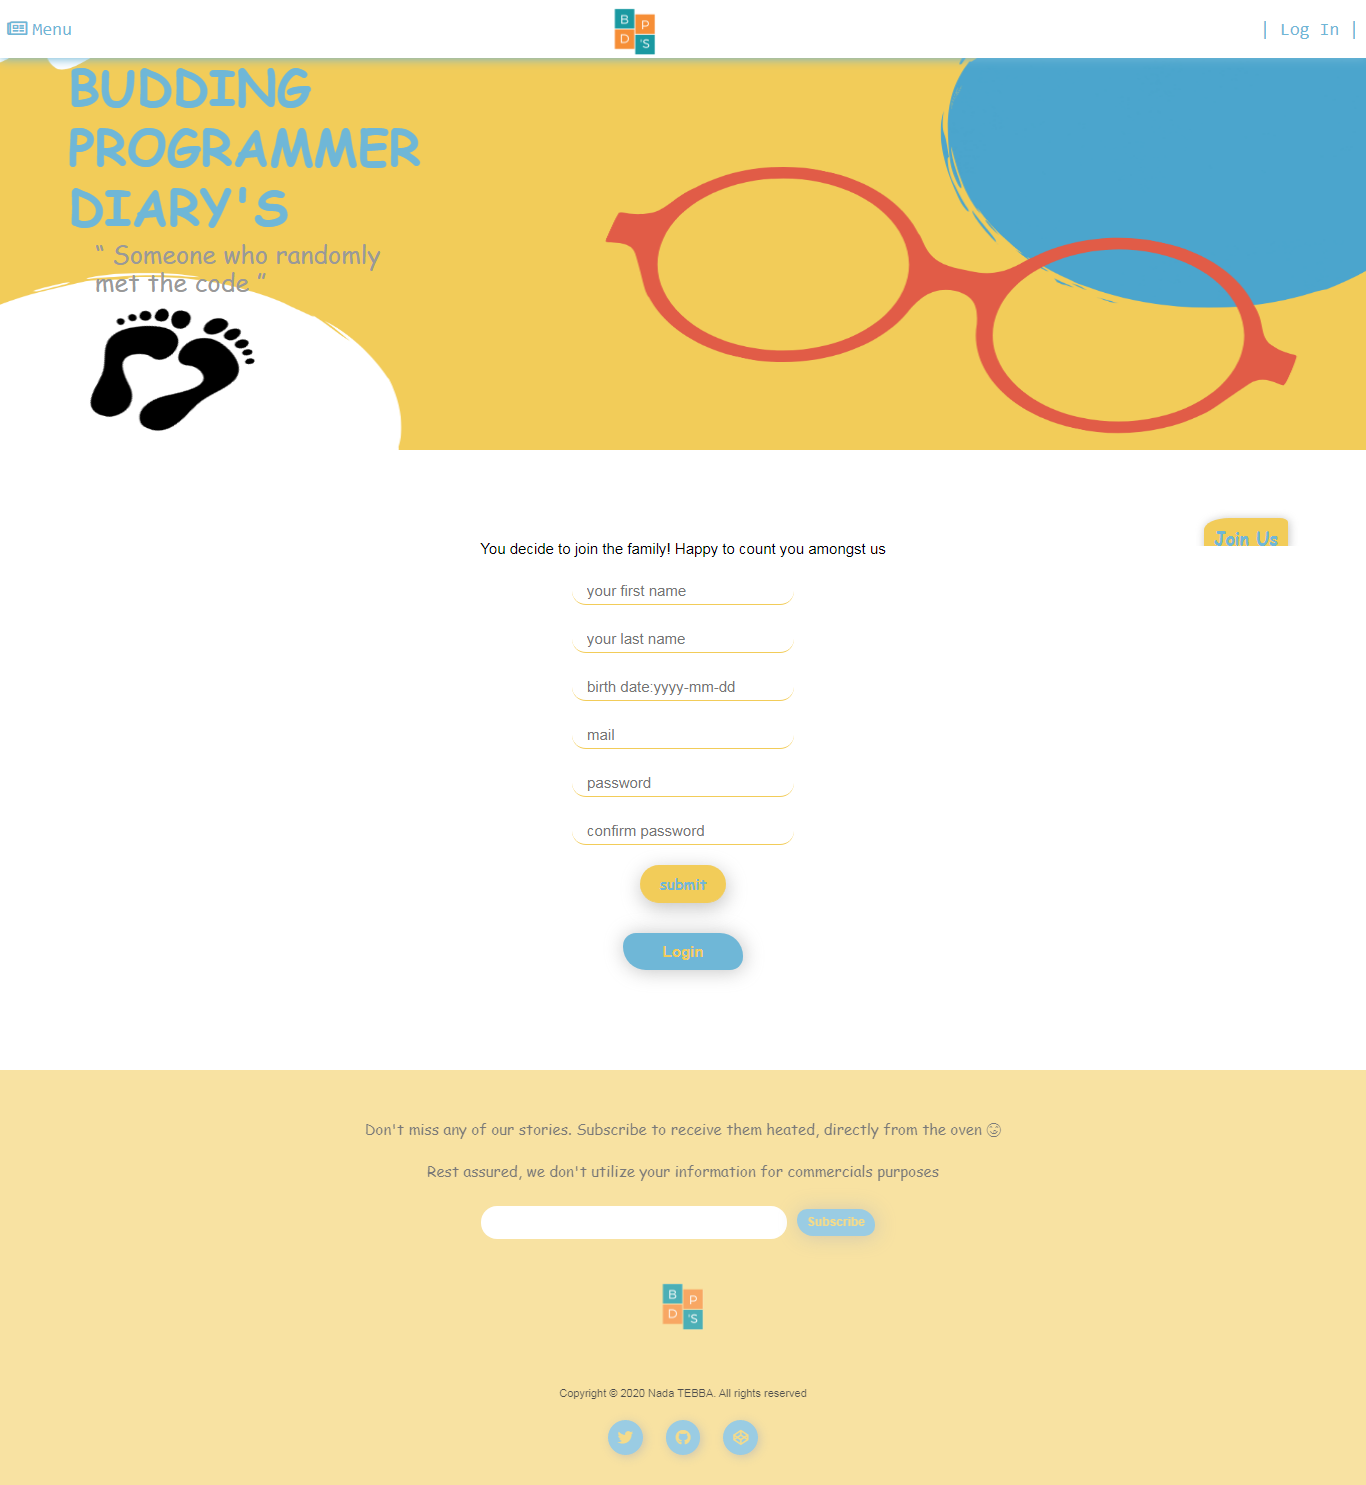 Menu
B
P
D
'S
| Log In |
BUDDING
PROGRAMMER
DIARY'S
“ Someone who randomly
met the code ”
Join Us
You decide to join the family! Happy to count you amongst us
your first name
your last name
birth date:yyyy-mm-dd
mail
password
confirm password
submit
Login
Don't miss any of our stories. Subscribe to receive them heated, directly from the oven 😏
Rest assured, we don't utilize your information for commercials purposes
Subscribe
B
P
D
'S
Copyright © 2020 Nada TEBBA. All rights reserved